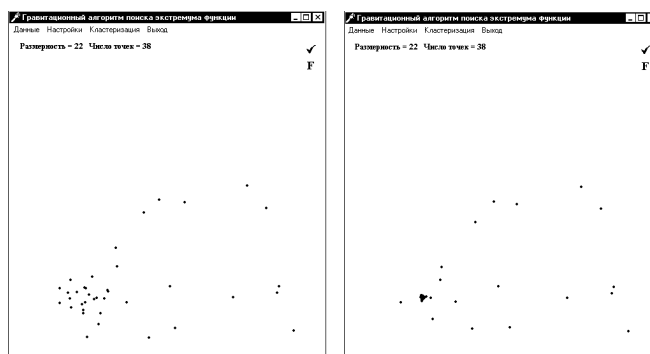 Гравитационный алгоритм поиска экстремума функции
Данные Настройки Кластеризация Выход
Размерность = 22 Число точек = 38
F
Гравитационный алгоритм поиска экстремума функции
Данные Настройки Кластеризация Выход
Размерность = 22 Число точек = 38
F